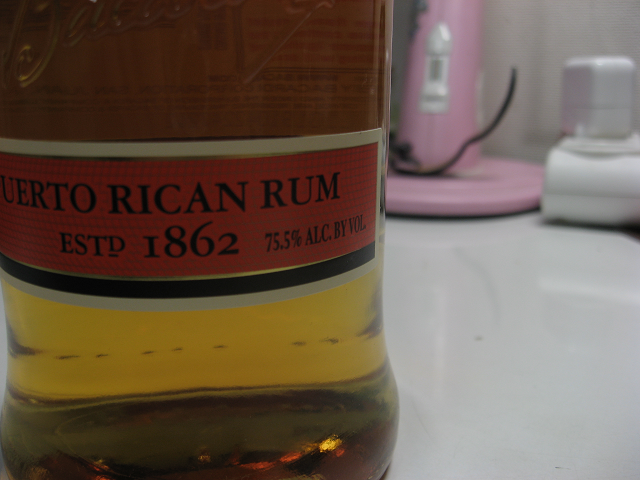 UERTO RICAN RUM
ESTD 1862 75.5% ALC. BY VOL.